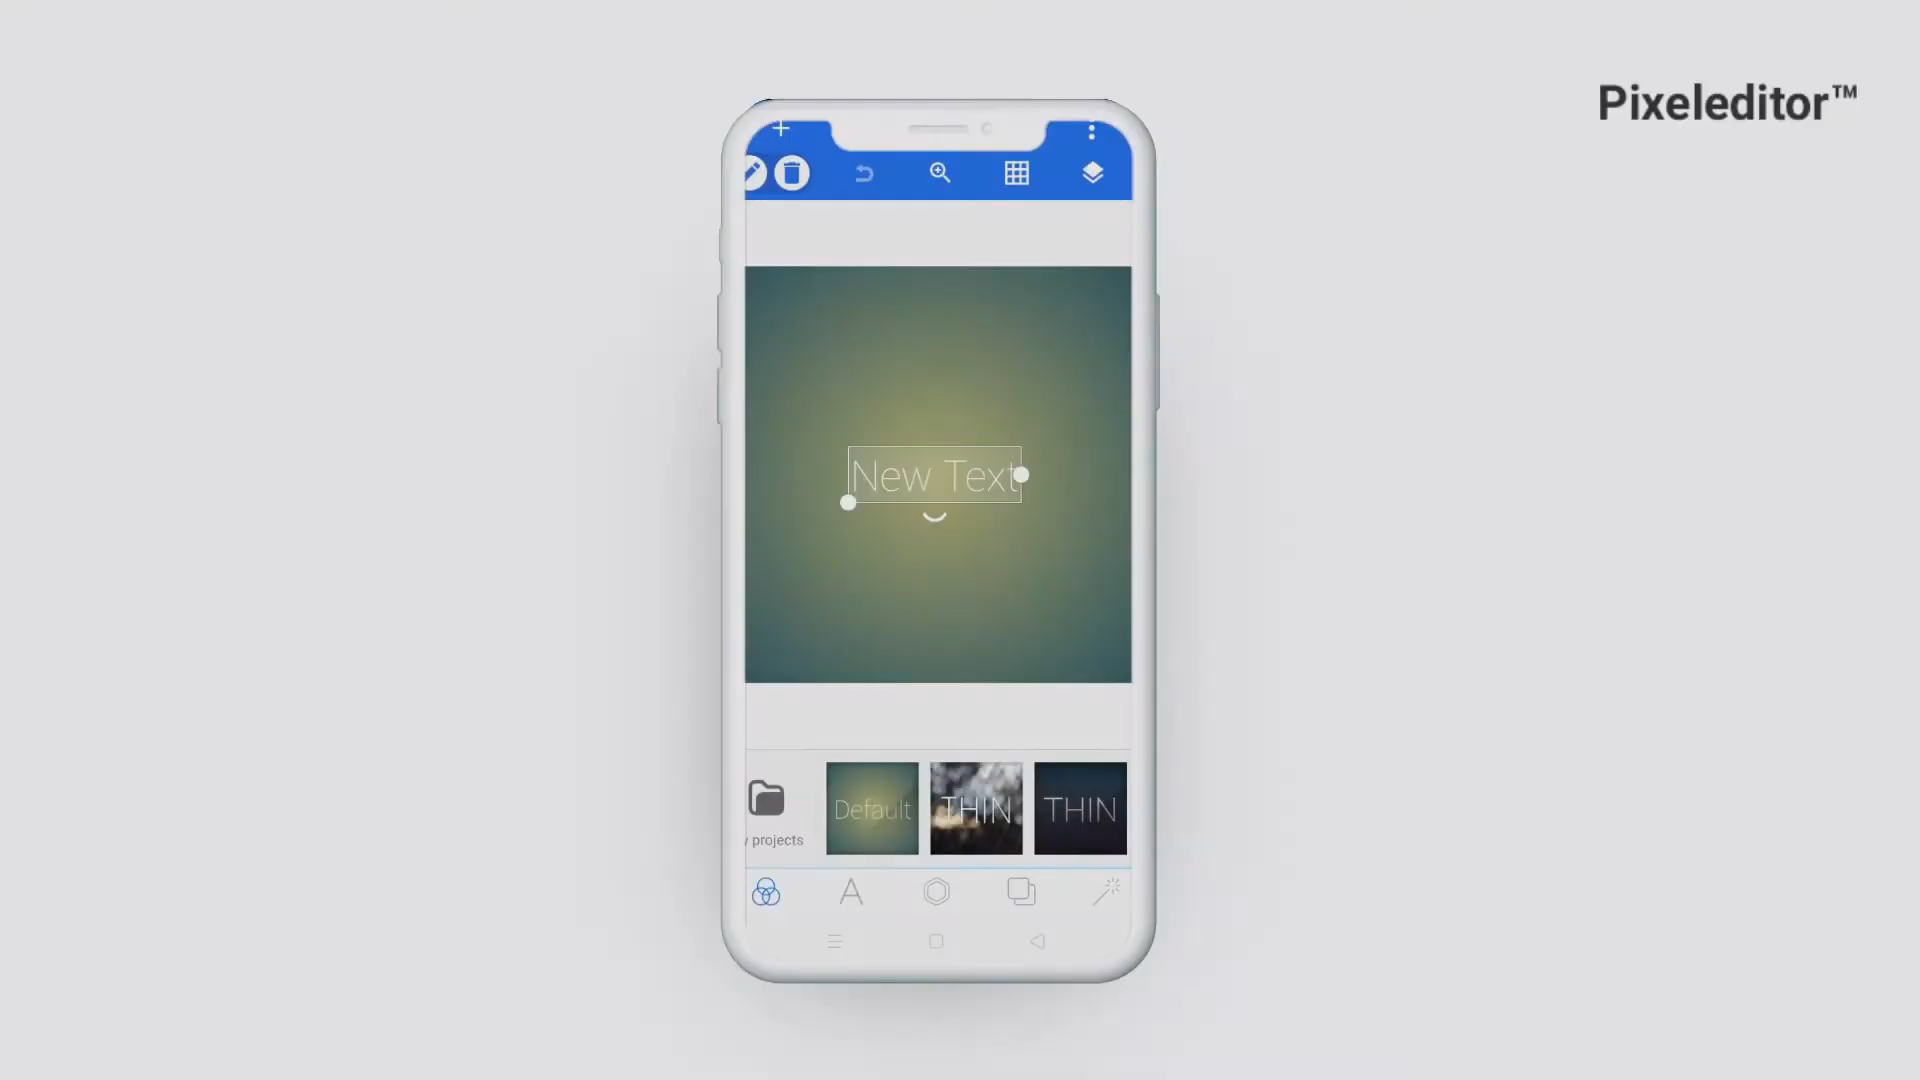 Pixeleditor™
New Text
Default
THIN
THIN
projects